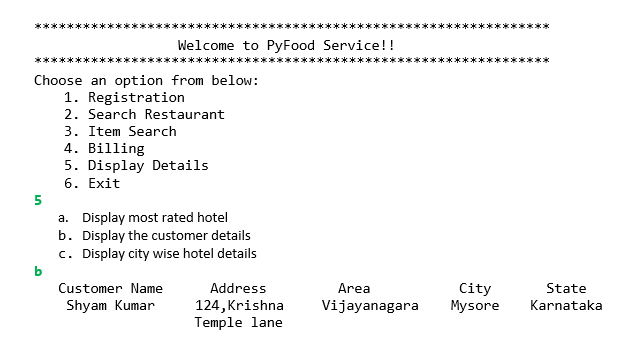 ****************************************************************
Welcome to PyFood Service!!
****************************************************************
Choose an option from below:
1. Registration
2. Search Restaurant
3. Item Search
4. Billing
5. Display Details
6. Exit
5
a. Display most rated hotel
b. Display the customer details
c. Display city wise hotel details
b
Customer Name Address Area City State
Shyam Kumar 124,Krishna Vijayanagara Mysore Karnataka
Temple lane